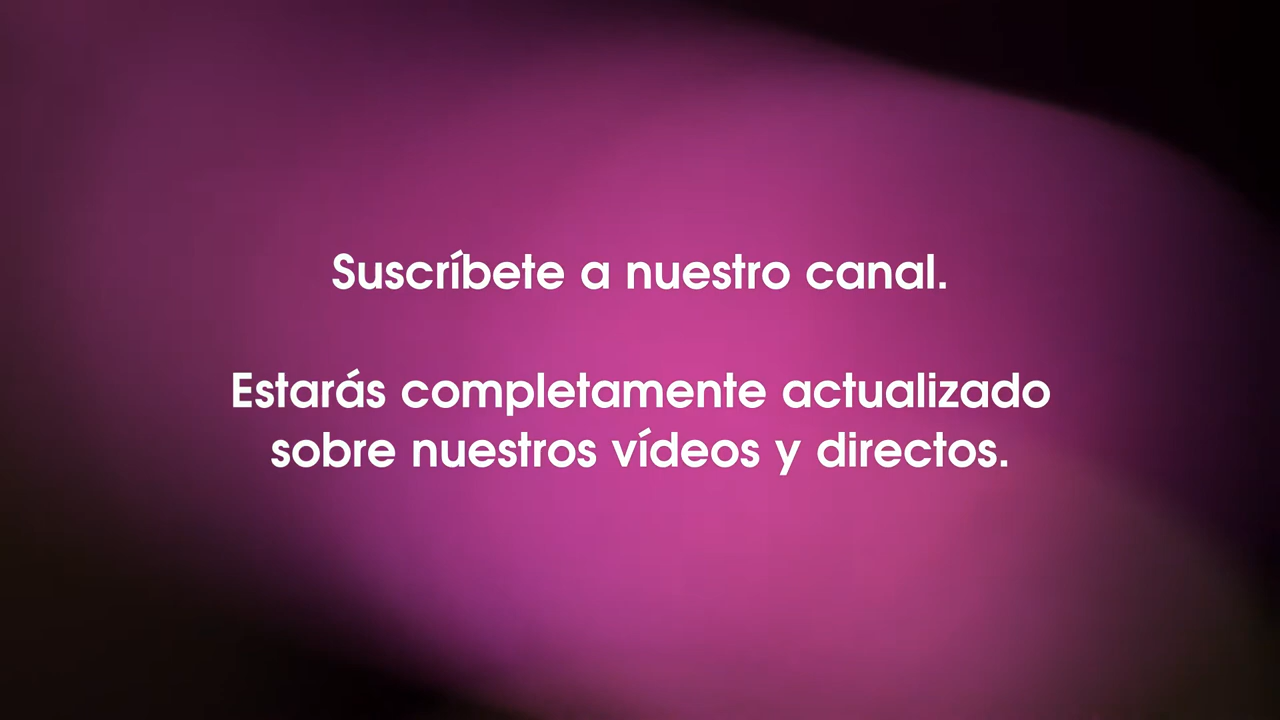 Suscríbete a nuestro canal.
Estarás completamente actualizado
sobre nuestros vídeos y directos.